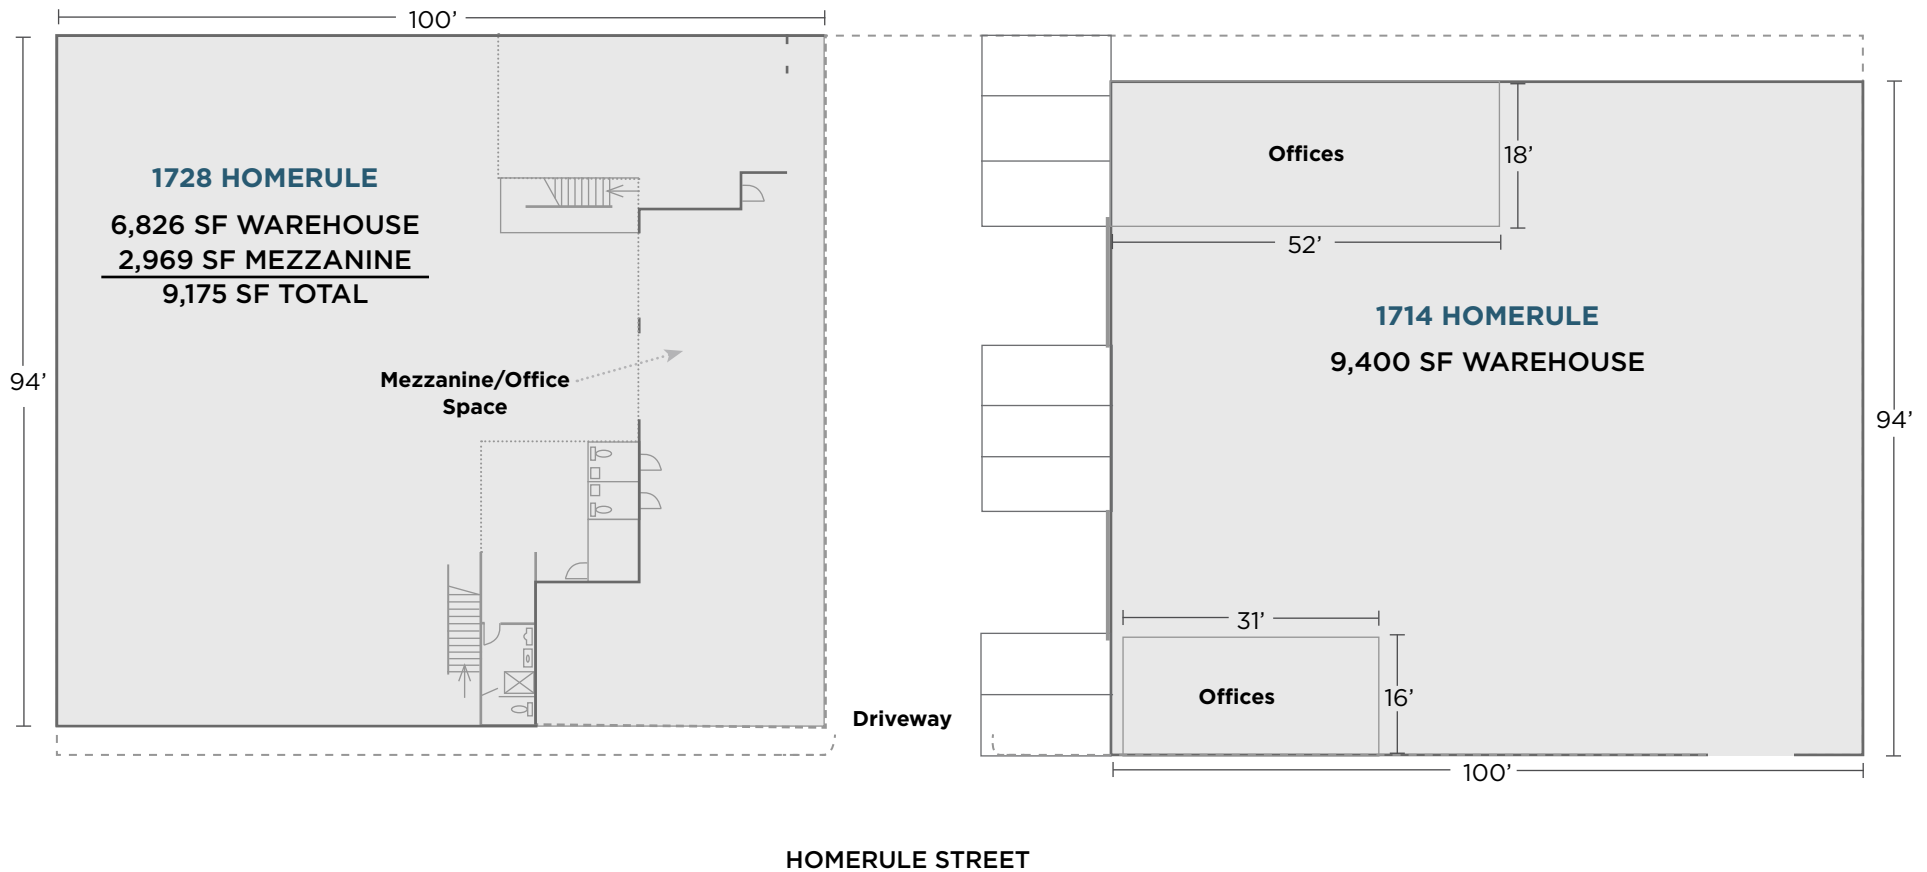 100’
94’
1728 HOMERULE
6,826 SF WAREHOUSE
2,969 SF MEZZANINE
9,175 SF TOTAL
Mezzanine/Office
Space
Driveway
Offices
18’
52’
1714 HOMERULE
9,400 SF WAREHOUSE
94’
31’
Offices
16’
100’
HOMERULE STREET